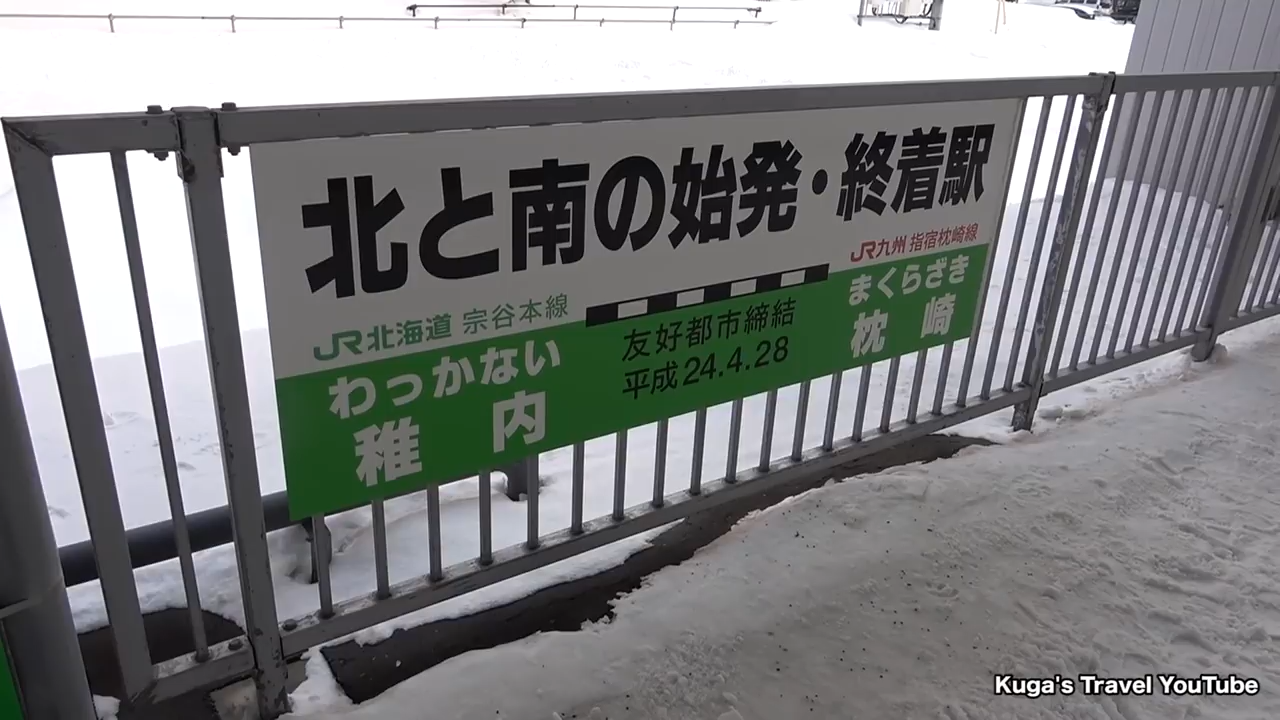 北と南の始発・終着駅
JR北海道 宗谷本線
わっかない
稚内
友好都市締結
平成24.4.28
JR九州 指宿枕崎線
まくらざき
枕崎
Kuga's Travel YouTube